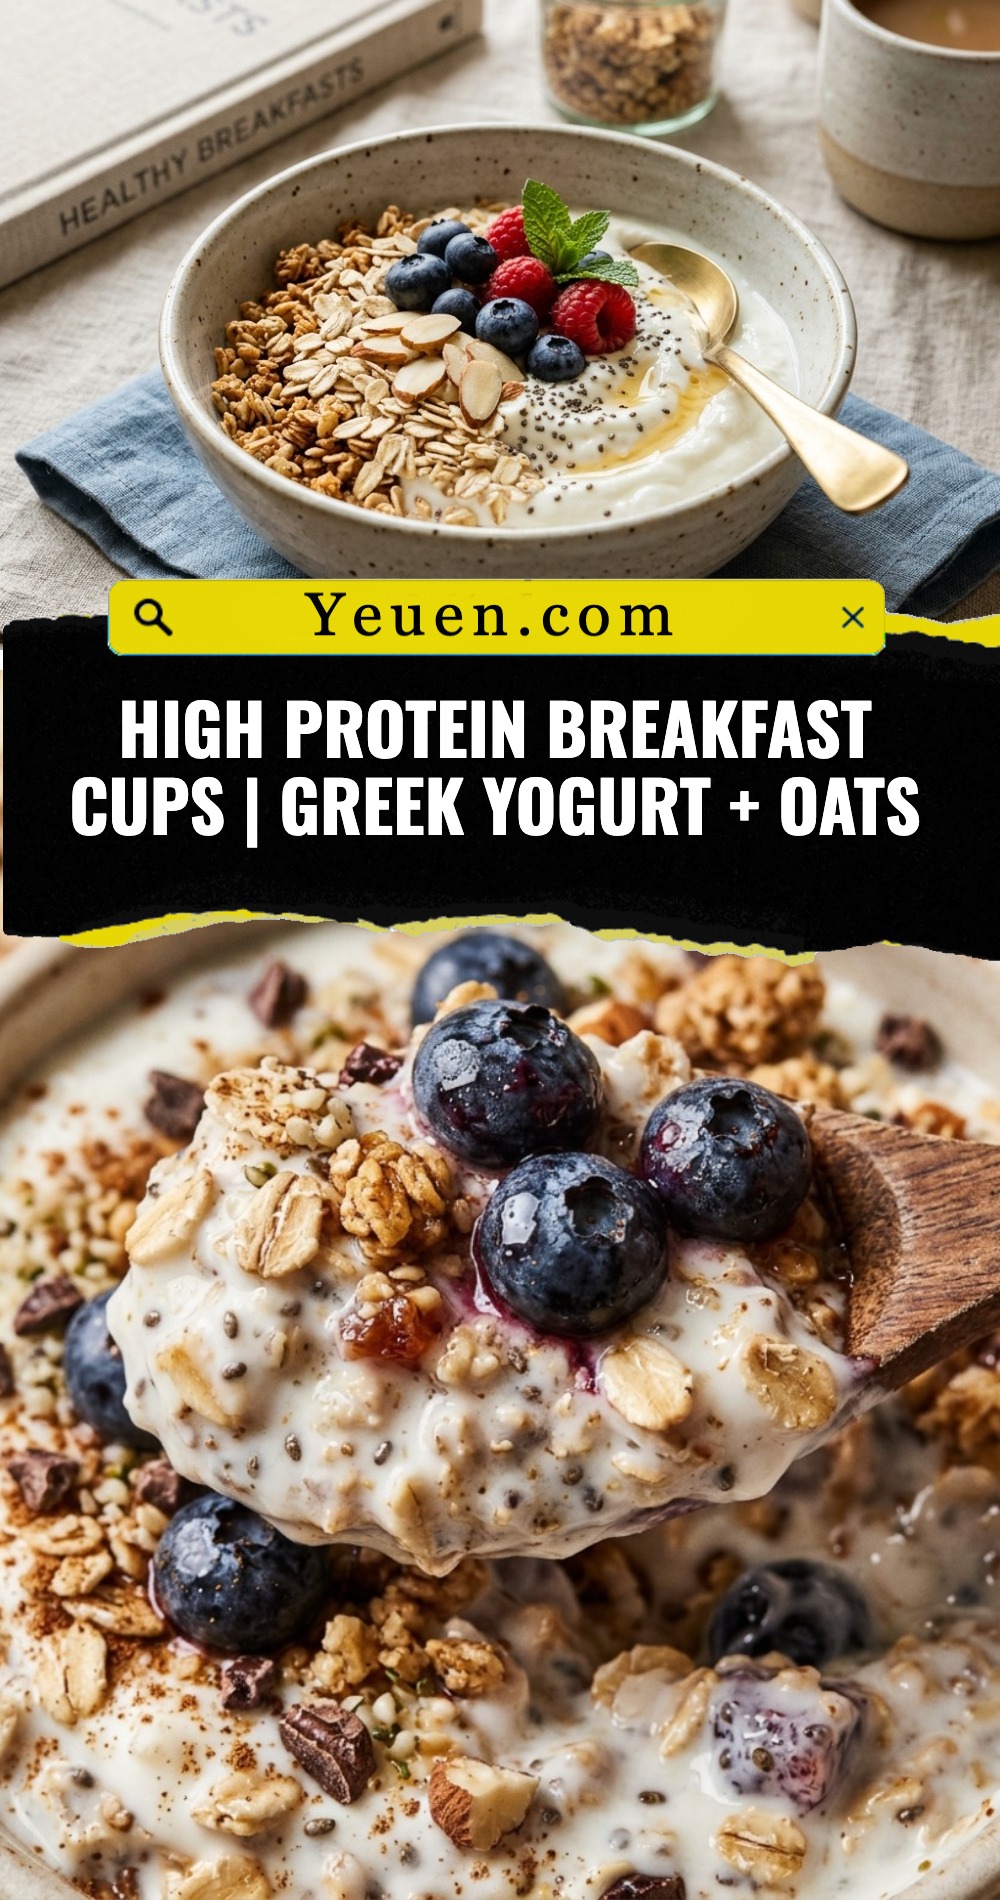 HEALTHY BREAKFASTS
Yeuen.com
HIGH PROTEIN BREAKFAST
CUPS | GREEK YOGURT + OATS